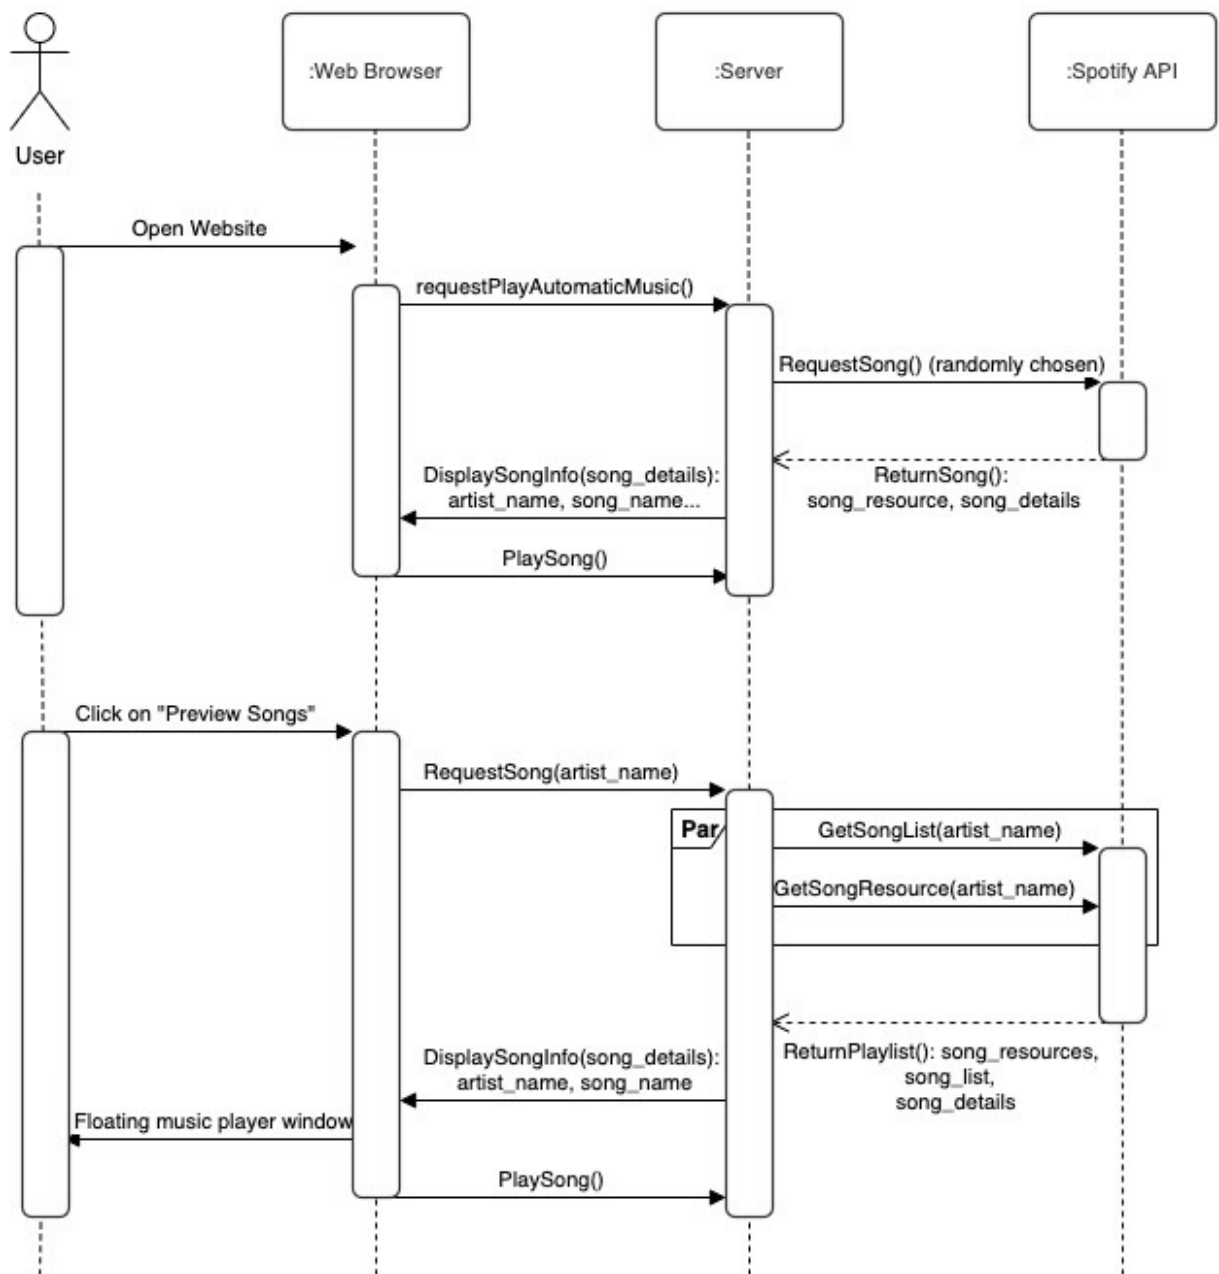 :Web Browser
:Server
:Spotify API
User
Open Website
requestPlayAutomaticMusic()
RequestSong() (randomly chosen)
DisplaySongInfo(song_details):
artist_name, song_name...
ReturnSong():
song_resource, song_details
PlaySong()
Click on "Preview Songs"
RequestSong(artist_name)
Par
GetSongList(artist_name)
GetSongResource(artist_name)
DisplaySongInfo(song_details):
artist_name, song_name
ReturnPlaylist(): song_resources,
song_list,
song_details
Floating music player window
PlaySong()